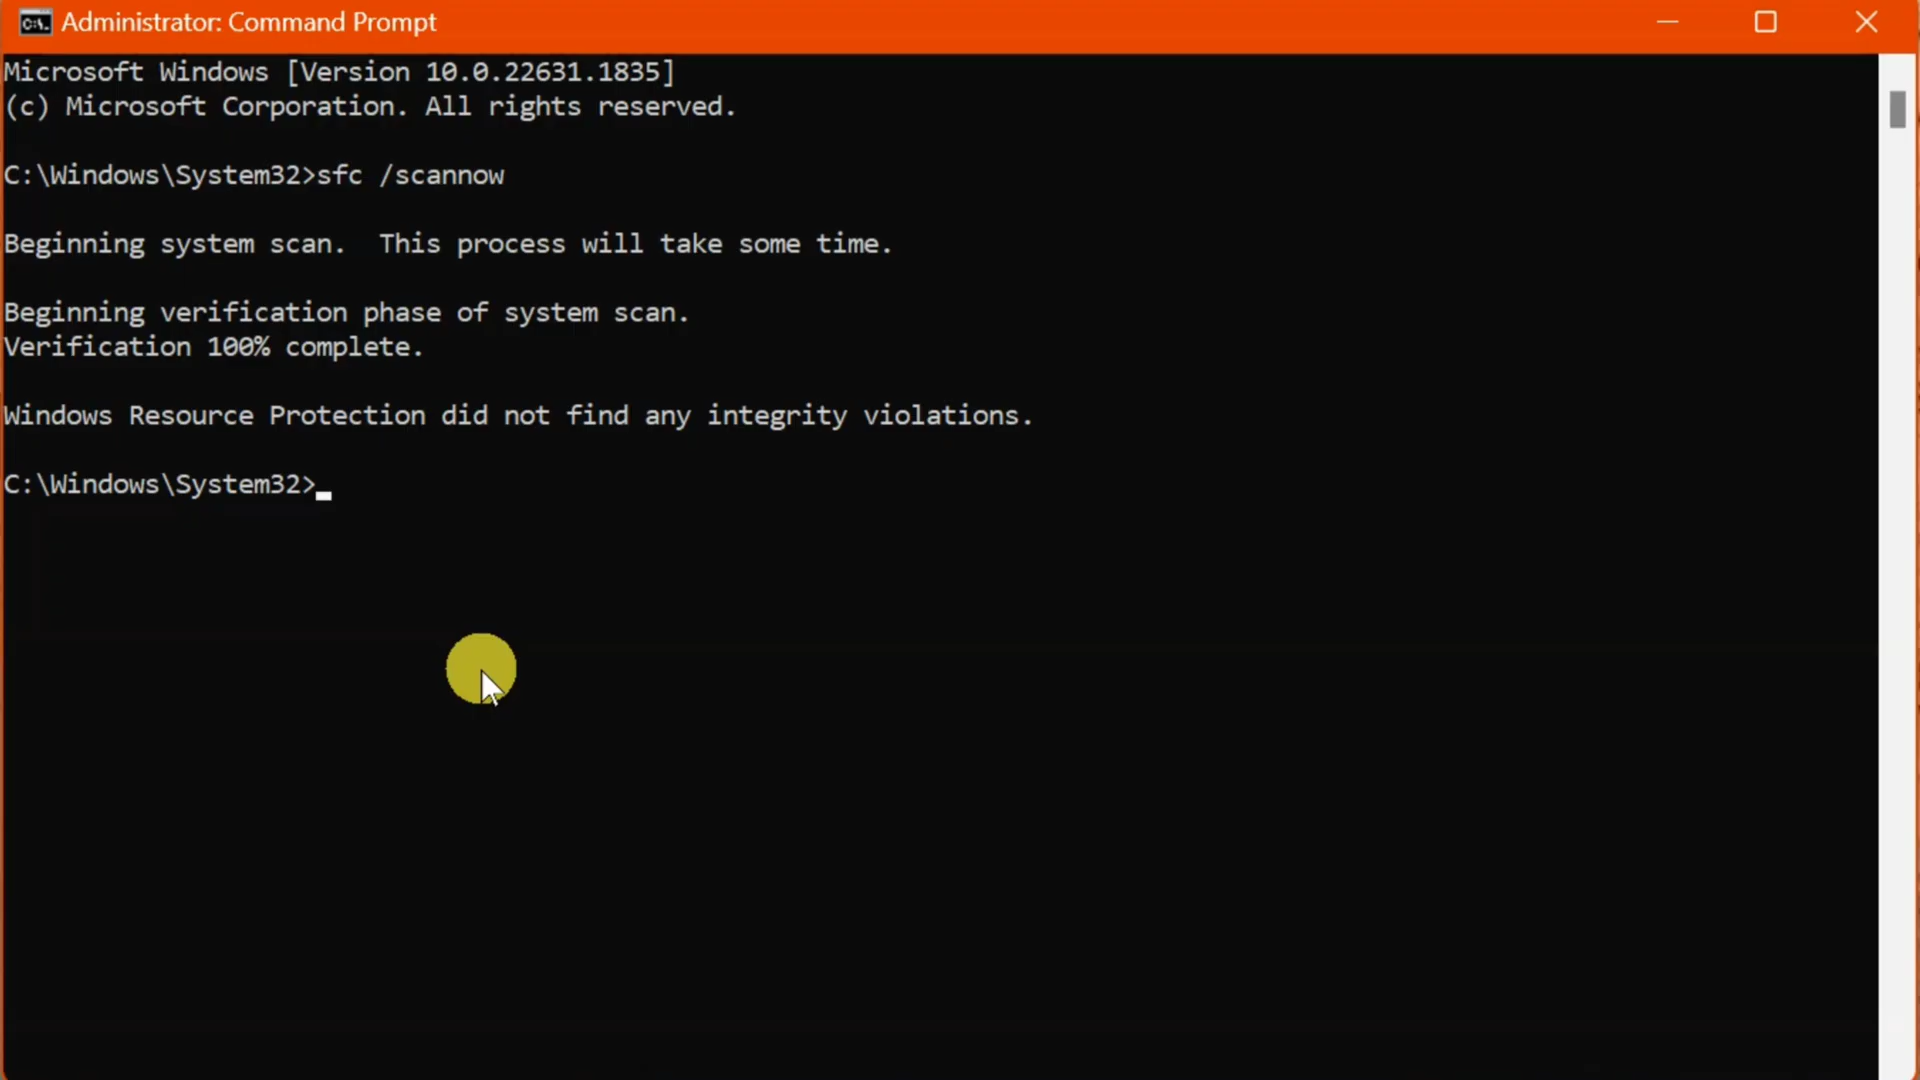 Administrator: Command Prompt
Microsoft Windows [Version 10.0.22631.1835]
(c) Microsoft Corporation. All rights reserved.
C:\Windows\System32>sfc /scannow
Beginning system scan.  This process will take some time.
Beginning verification phase of system scan.
Verification 100% complete.
Windows Resource Protection did not find any integrity violations.
C:\Windows\System32>